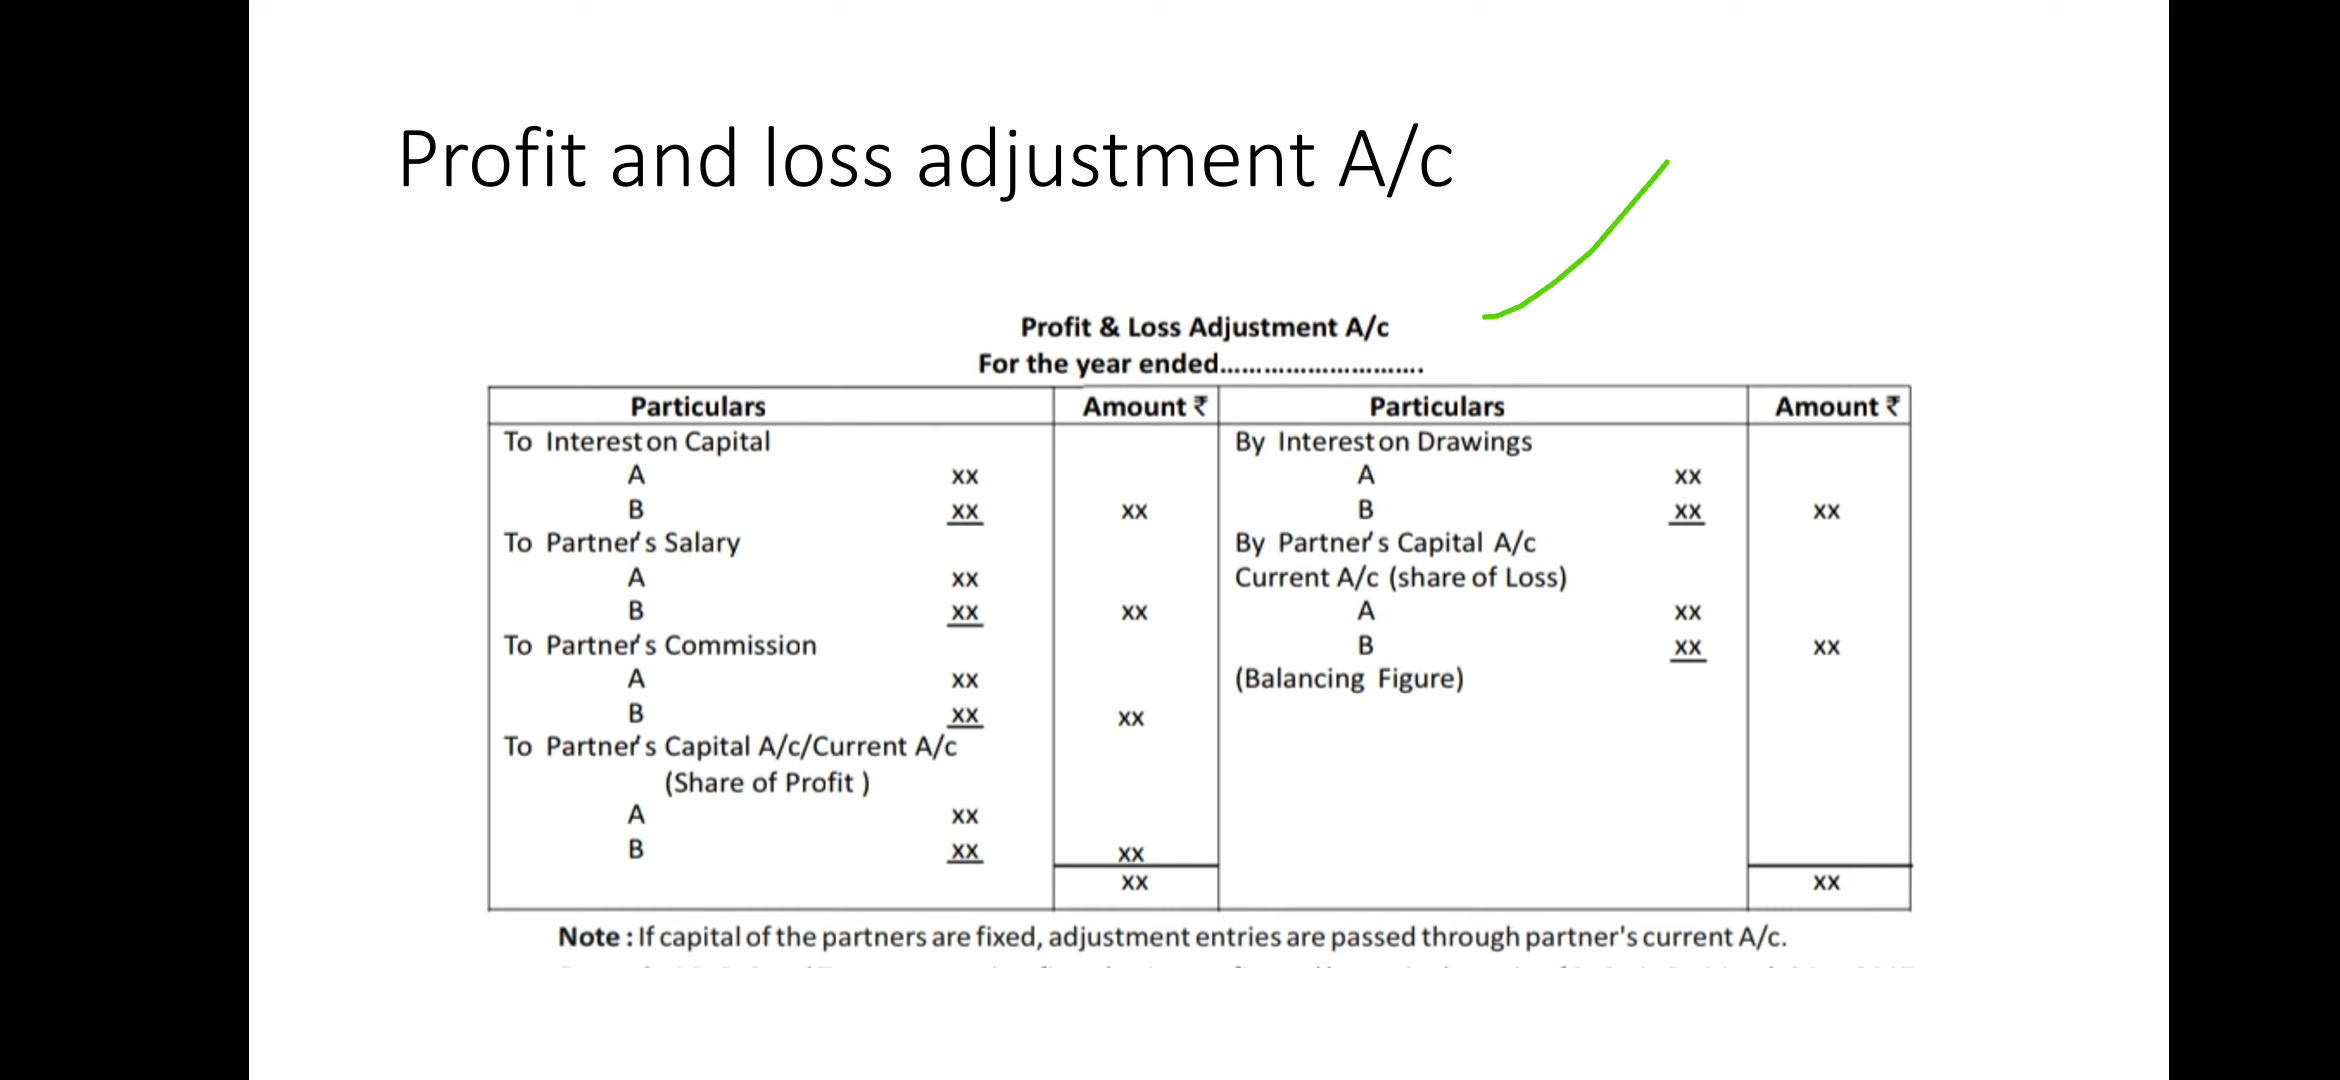 Profit and loss adjustment A/c
Profit & Loss Adjustment A/c
For the year ended............................
Particulars Amount ₹ Particulars Amount ₹
To Interest on Capital By Interest on Drawings
A xx A xx
B xx xx B xx xx
To Partner's Salary By Partner's Capital A/c
A xx Current A/c (share of Loss)
B xx xx A xx
To Partner's Commission B xx xx
A xx (Balancing Figure)
B xx xx
To Partner's Capital A/c/Current A/c
(Share of Profit )
A xx
B xx xx
xx xx
Note : If capital of the partners are fixed, adjustment entries are passed through partner's current A/c.